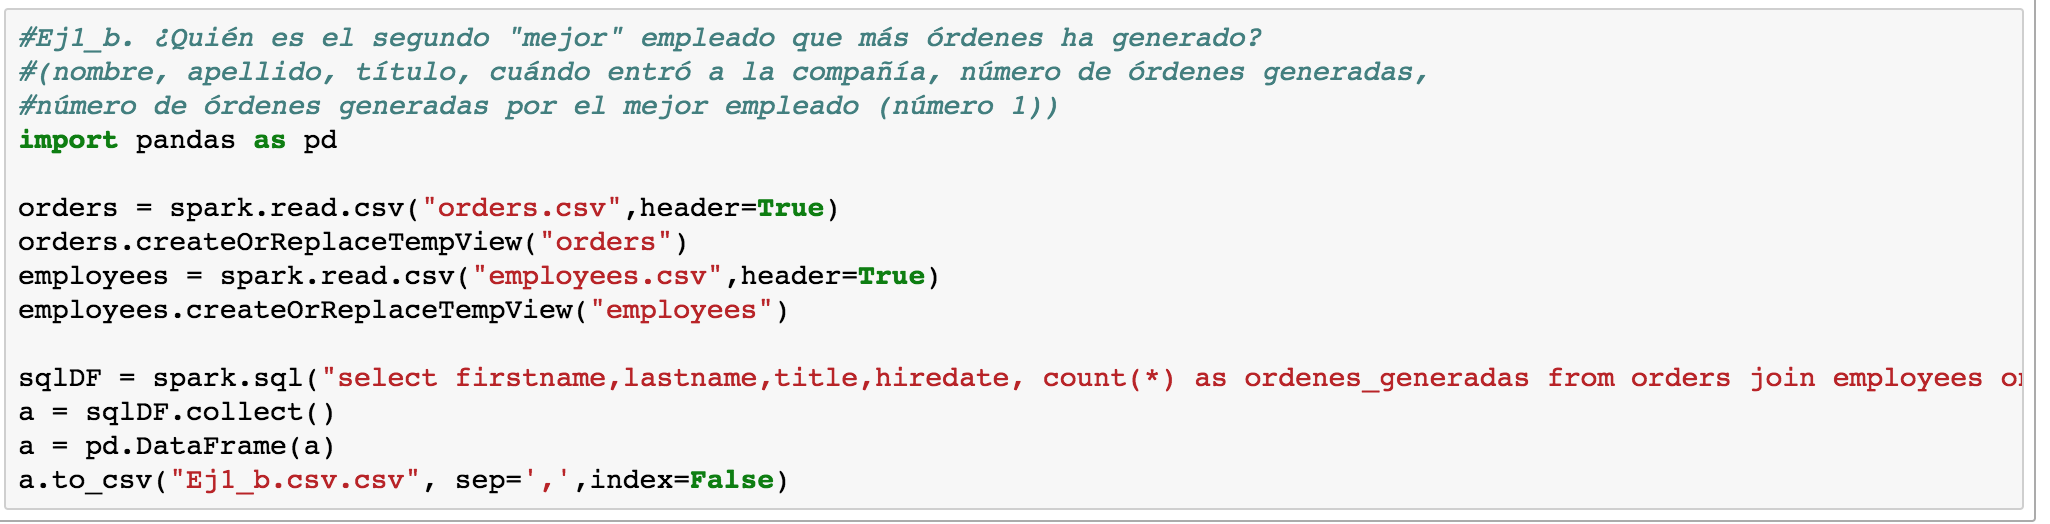 #Ej1_b. ¿Quién es el segundo "mejor" empleado que más órdenes ha generado?
#(nombre, apellido, título, cuándo entró a la compañía, número de órdenes generadas,
#número de órdenes generadas por el mejor empleado (número 1))
import pandas as pd
orders = spark.read.csv("orders.csv",header=True)
orders.createOrReplaceTempView("orders")
employees = spark.read.csv("employees.csv",header=True)
employees.createOrReplaceTempView("employees")
sqlDF = spark.sql("select firstname,lastname,title,hiredate, count(*) as ordenes_generadas from orders join employees
a = sqlDF.collect()
a = pd.DataFrame(a)
a.to_csv("Ej1_b.csv.csv", sep=',',index=False)